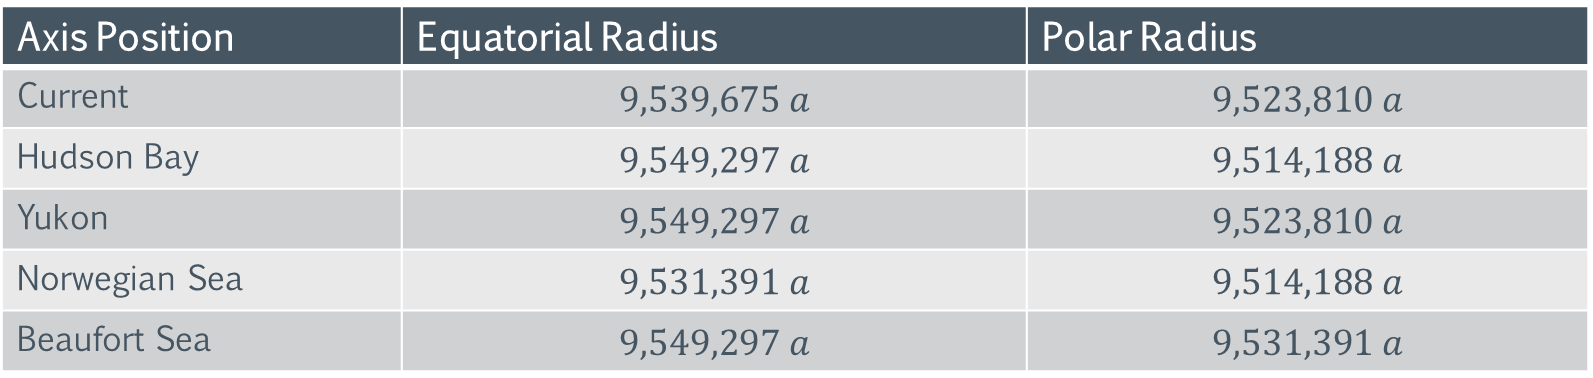 Axis Position Equatorial Radius Polar Radius
Current 9,539,675 a 9,523,810 a
Hudson Bay 9,549,297 a 9,514,188 a
Yukon 9,549,297 a 9,523,810 a
Norwegian Sea 9,531,391 a 9,514,188 a
Beaufort Sea 9,549,297 a 9,531,391 a